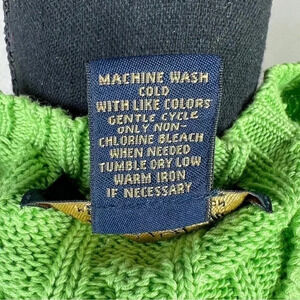 MACHINE WASH
COLD
WITH LIKE COLORS
GENTLE CYCLE
ONLY NON-
CHLORINE BLEACH
WHEN NEEDED
TUMBLE DRY LOW
WARM IRON
IF NECESSARY